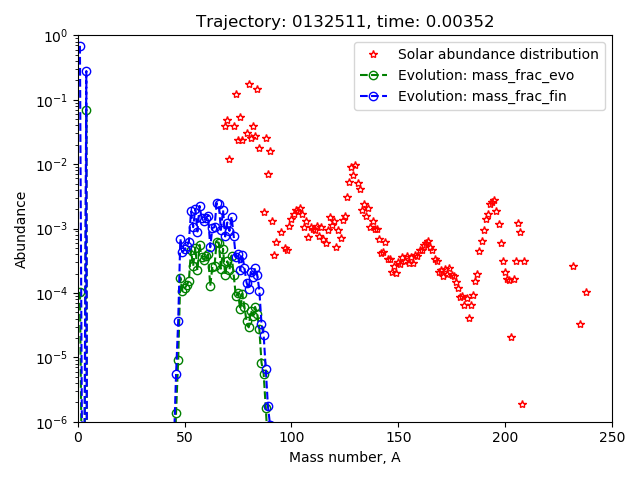 Trajectory: 0132511, time: 0.00352
Solar abundance distribution
Evolution: mass_frac_evo
Evolution: mass_frac_fin
Abundance
10⁰
10⁻¹
10⁻²
10⁻³
10⁻⁴
10⁻⁵
10⁻⁶
0 50 100 150 200 250
Mass number, A